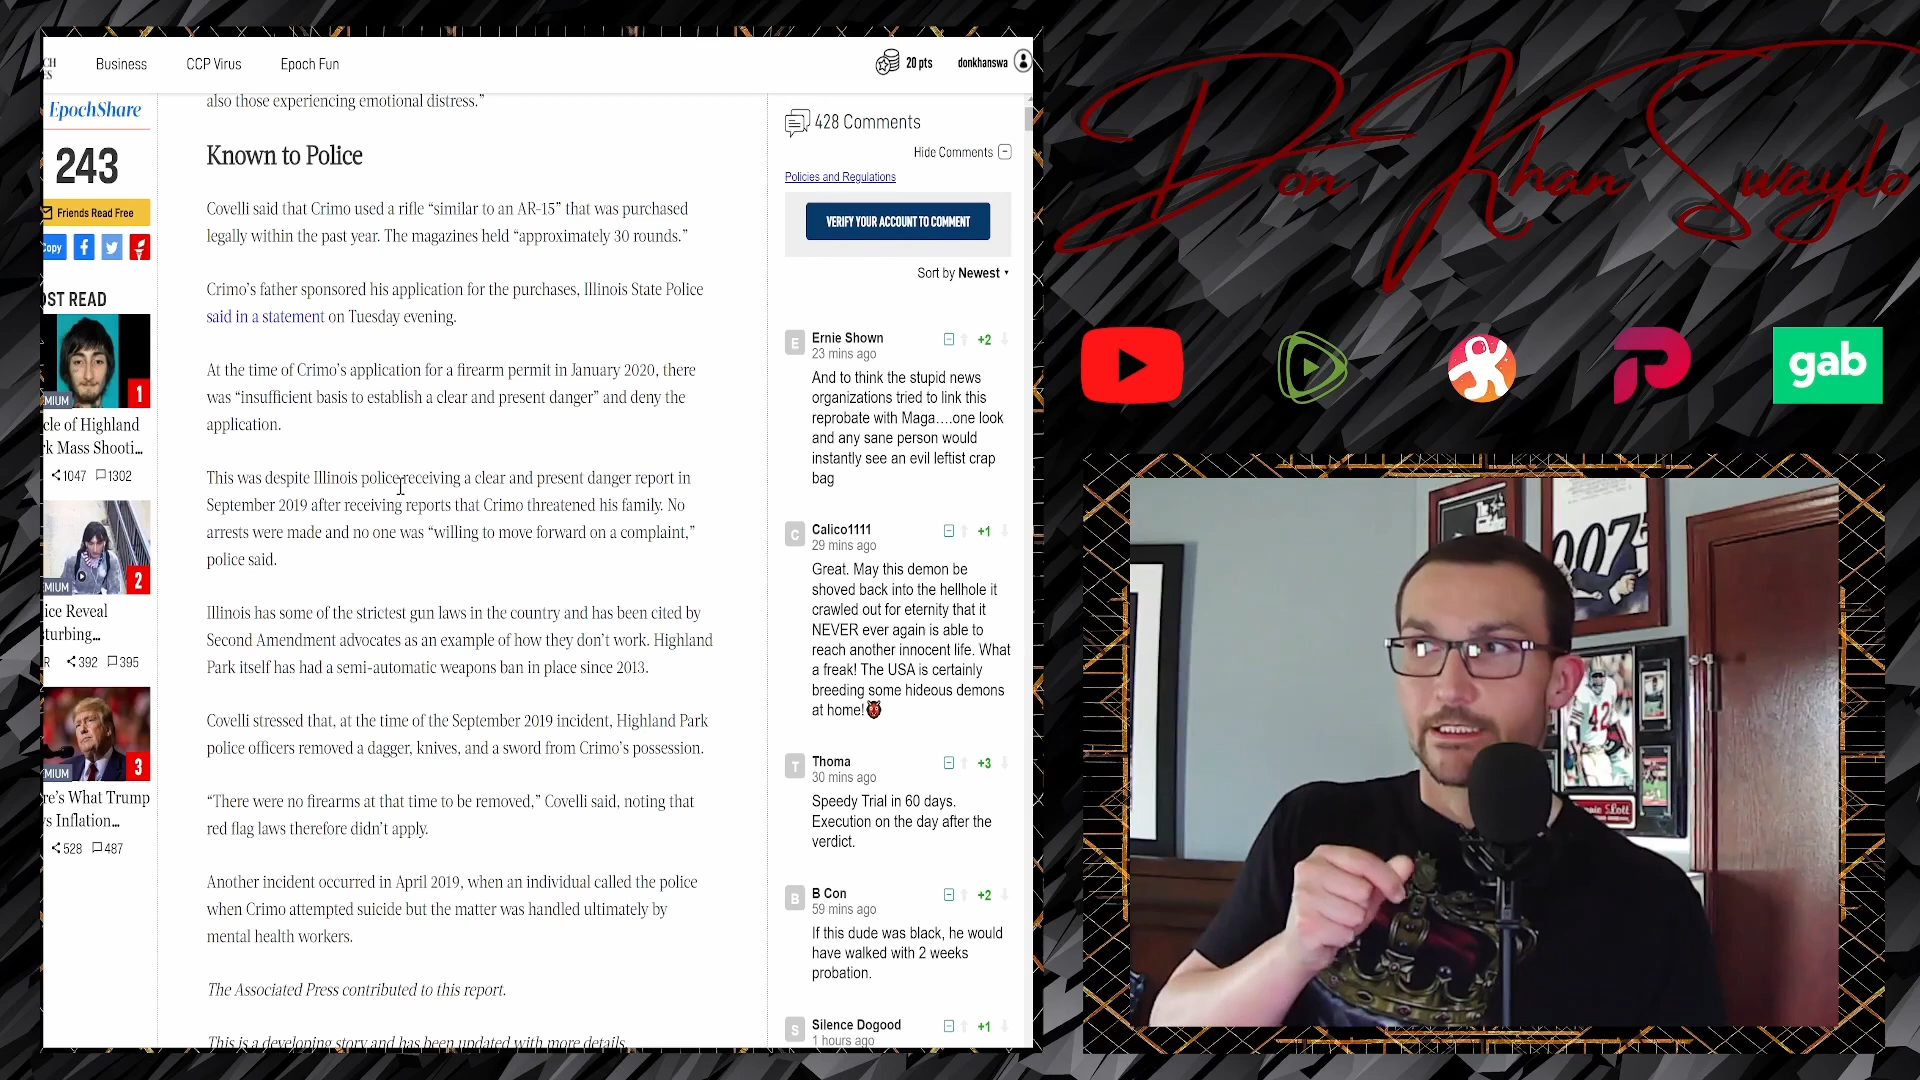 CH
ES
Business
CCP Virus
Epoch Fun
20 pts
donkhanswa
EpochShare
243
Friends Read Free
Copy
OST READ
MIUM
1
cle of Highland
rk Mass Shooti...
1047 1302
MIUM
2
ice Reveal
sturbing...
R 392 395
MIUM
3
re's What Trump
s Inflation...
528 487
also those experiencing emotional distress.”
Known to Police
Covelli said that Crimo used a rifle “similar to an AR-15” that was purchased
legally within the past year. The magazines held “approximately 30 rounds.”
Crimo’s father sponsored his application for the purchases, Illinois State Police
said in a statement on Tuesday evening.
At the time of Crimo’s application for a firearm permit in January 2020, there
was “insufficient basis to establish a clear and present danger” and deny the
application.
This was despite Illinois police receiving a clear and present danger report in
September 2019 after receiving reports that Crimo threatened his family. No
arrests were made and no one was “willing to move forward on a complaint,”
police said.
Illinois has some of the strictest gun laws in the country and has been cited by
Second Amendment advocates as an example of how they don’t work. Highland
Park itself has had a semi-automatic weapons ban in place since 2013.
Covelli stressed that, at the time of the September 2019 incident, Highland Park
police officers removed a dagger, knives, and a sword from Crimo’s possession.
“There were no firearms at that time to be removed,” Covelli said, noting that
red flag laws therefore didn’t apply.
Another incident occurred in April 2019, when an individual called the police
when Crimo attempted suicide but the matter was handled ultimately by
mental health workers.
The Associated Press contributed to this report.
This is a developing story and has been updated with more details.
428 Comments
Hide Comments
Policies and Regulations
VERIFY YOUR ACCOUNT TO COMMENT
Sort by Newest
E
Ernie Shown
+2
23 mins ago
And to think the stupid news
organizations tried to link this
reprobate with Maga….one look
and any sane person would
instantly see an evil leftist crap
bag
C
Calico1111
+1
29 mins ago
Great. May this demon be
shoved back into the hellhole it
crawled out for eternity that it
NEVER ever again is able to
reach another innocent life. What
a freak! The USA is certainly
breeding some hideous demons
at home!👹
T
Thoma
+3
30 mins ago
Speedy Trial in 60 days.
Execution on the day after the
verdict.
B
B Con
+2
59 mins ago
If this dude was black, he would
have walked with 2 weeks
probation.
S
Silence Dogood
+1
1 hours ago
Don Khan Swaylo
gab
007
42
Lott